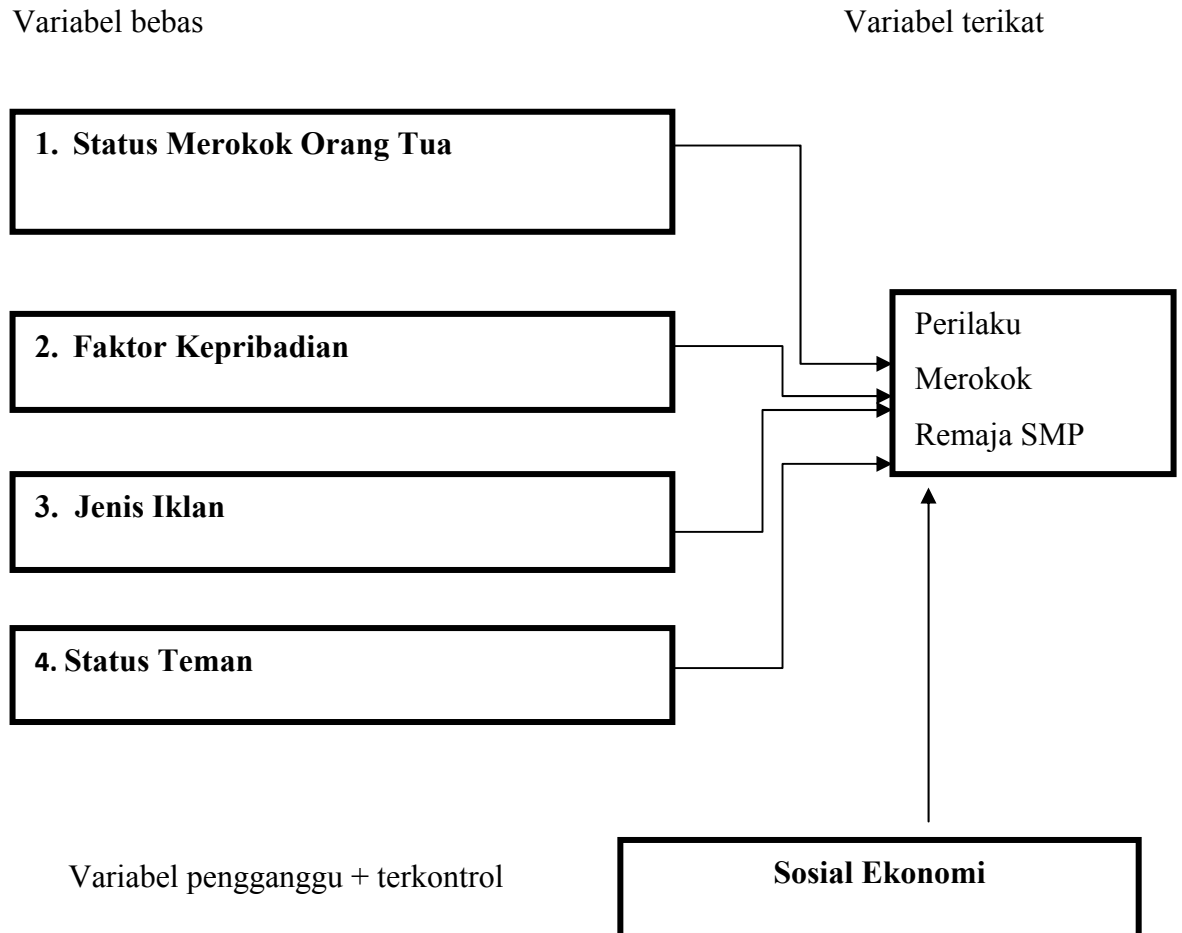 Variabel bebas
Variabel terikat
1. Status Merokok Orang Tua
2. Faktor Kepribadian
3. Jenis Iklan
4. Status Teman
Perilaku
Merokok
Remaja SMP
Variabel pengganggu + terkontrol
Sosial Ekonomi